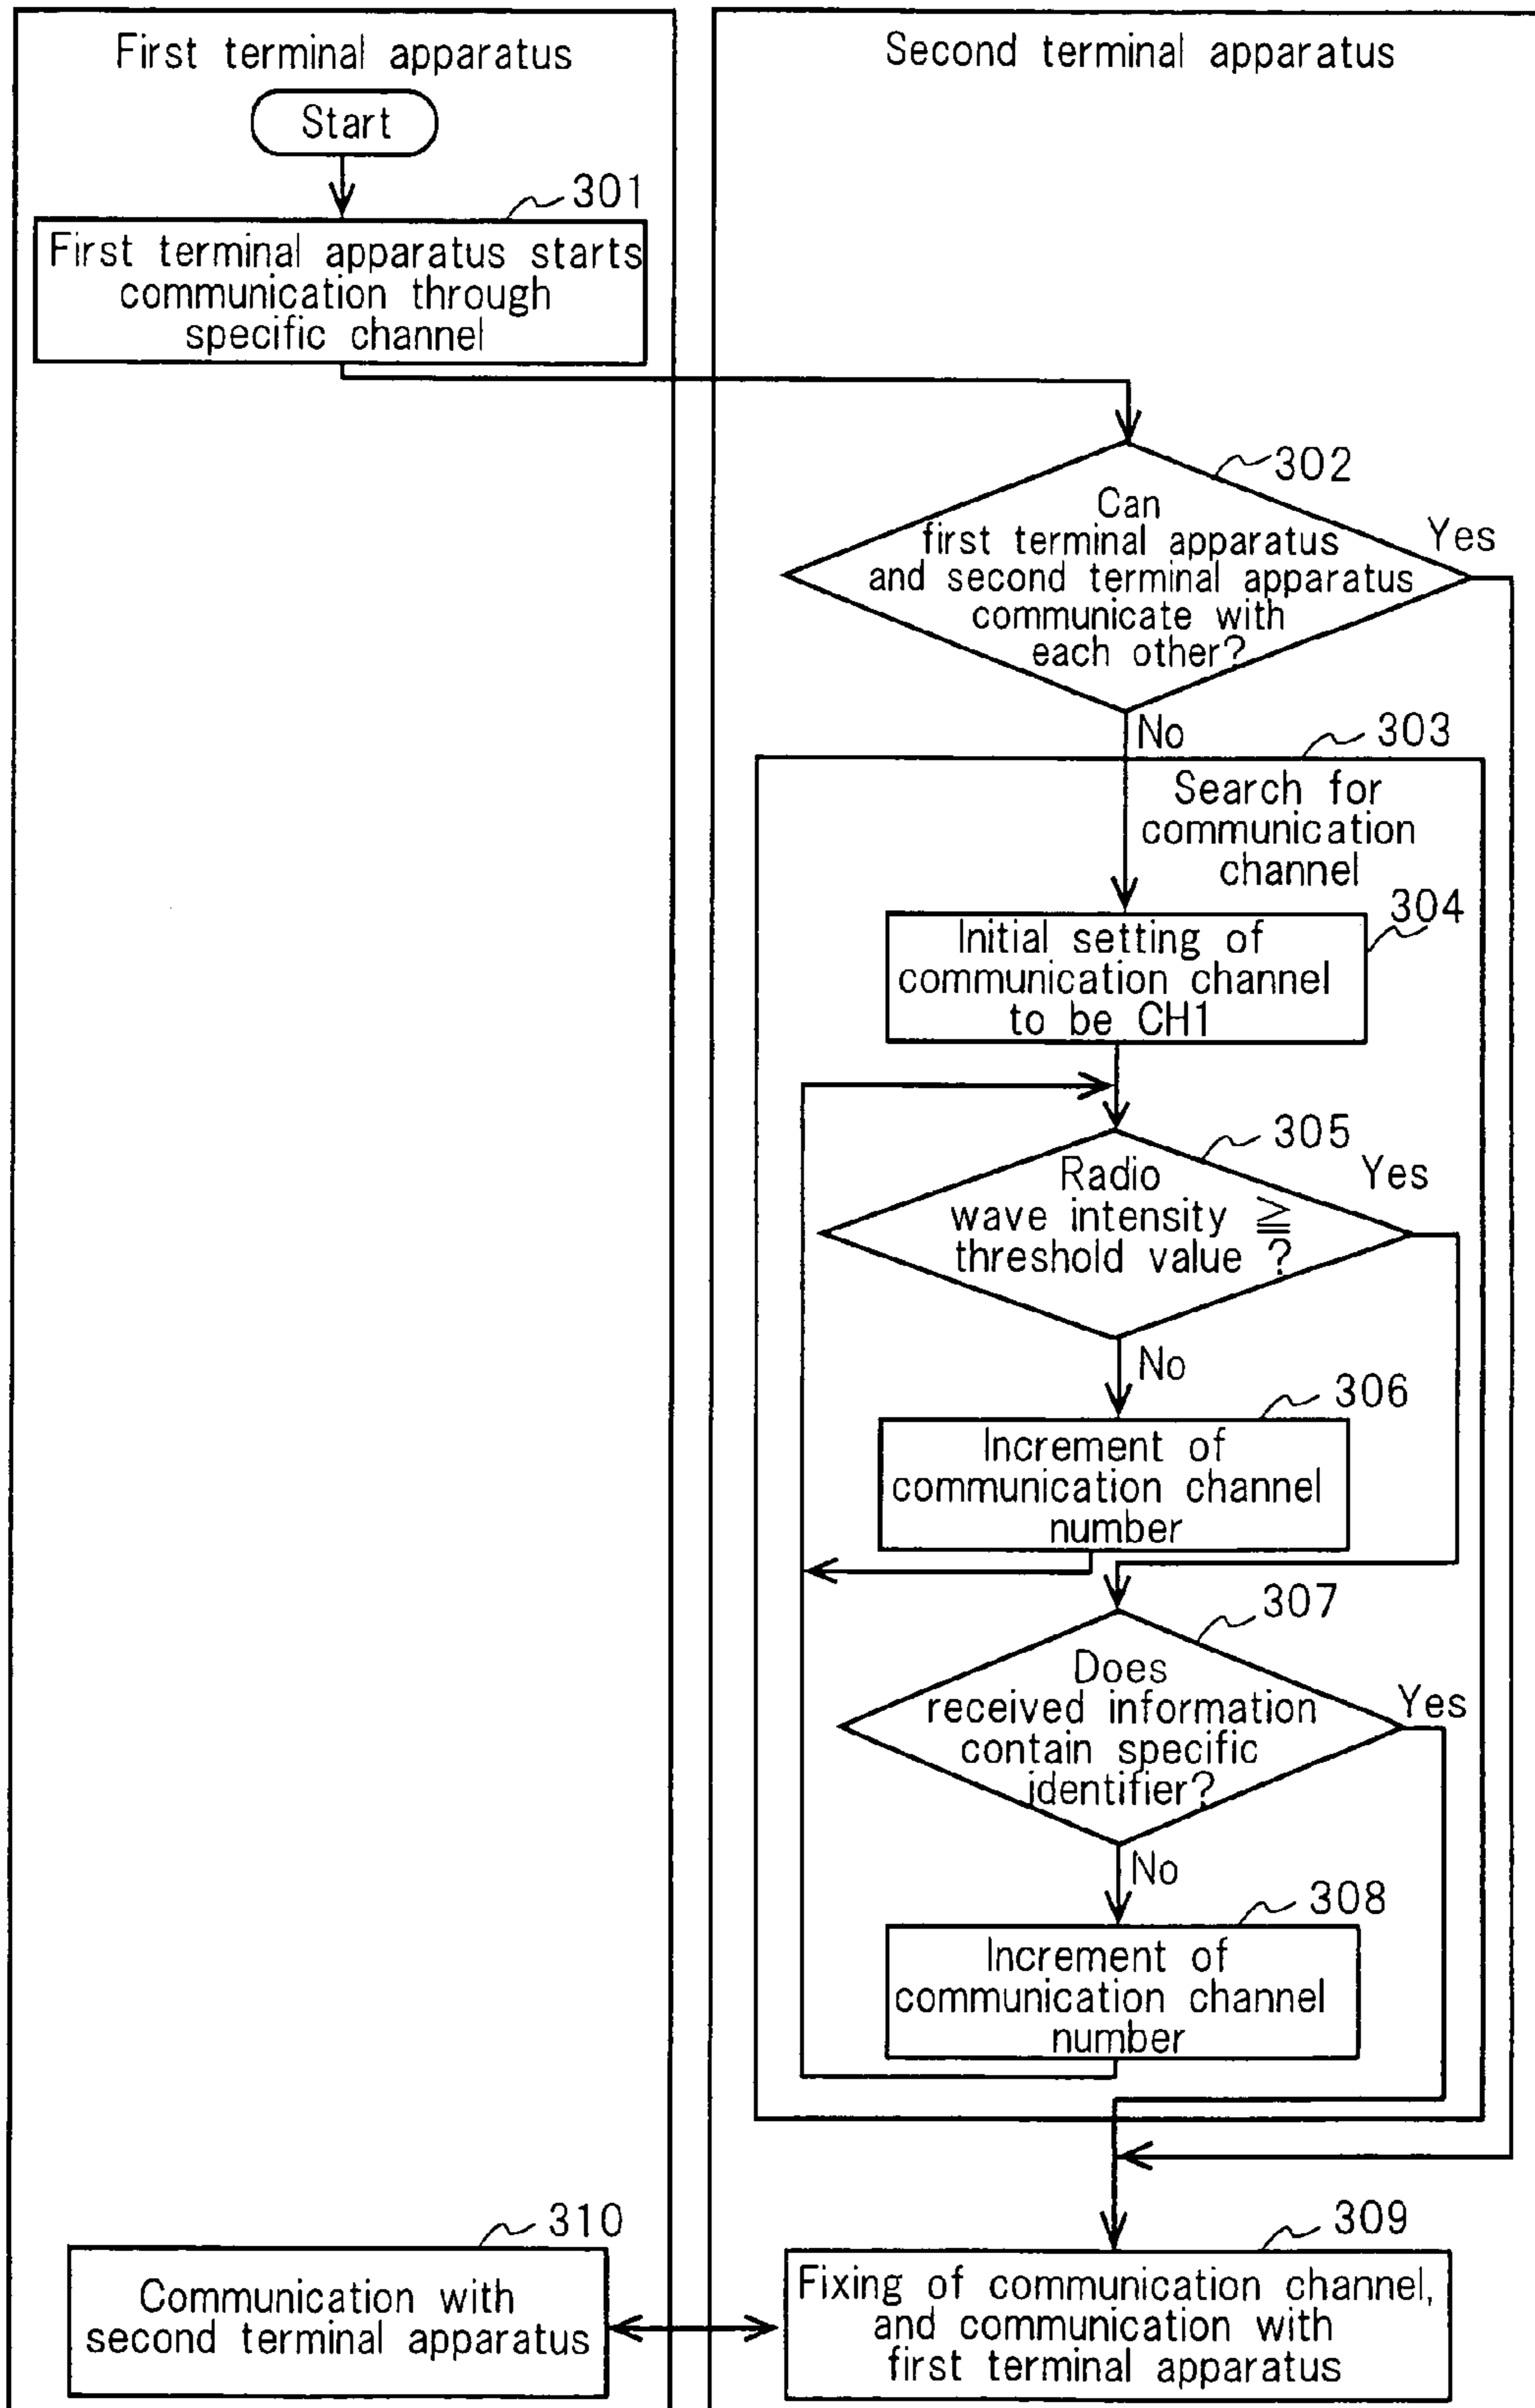 First terminal apparatus
Second terminal apparatus
Start
301
First terminal apparatus starts
communication through
specific channel
302
Can
first terminal apparatus
and second terminal apparatus
communicate with
each other?
Yes
No
303
Search for
communication
channel
304
Initial setting of
communication channel
to be CH1
305
Radio
wave intensity ≧
threshold value ?
Yes
No
306
Increment of
communication channel
number
307
Does
received information
contain specific
identifier?
Yes
No
308
Increment of
communication channel
number
310
Communication with
second terminal apparatus
309
Fixing of communication channel,
and communication with
first terminal apparatus